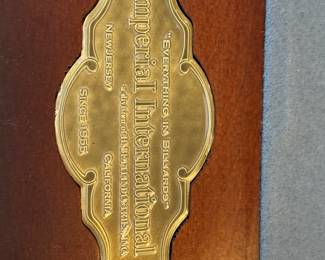 "EVERYTHING IN BILLIARDS"
Imperial International
NEW JERSEY CALIFORNIA
SINCE 1955